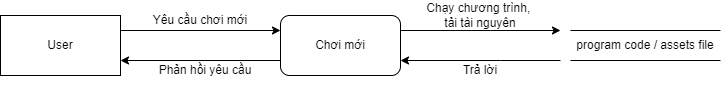 Yêu cầu chơi mới
Chạy chương trình,
tải tài nguyên
User
Chơi mới
program code / assets file
Phản hồi yêu cầu
Trả lời